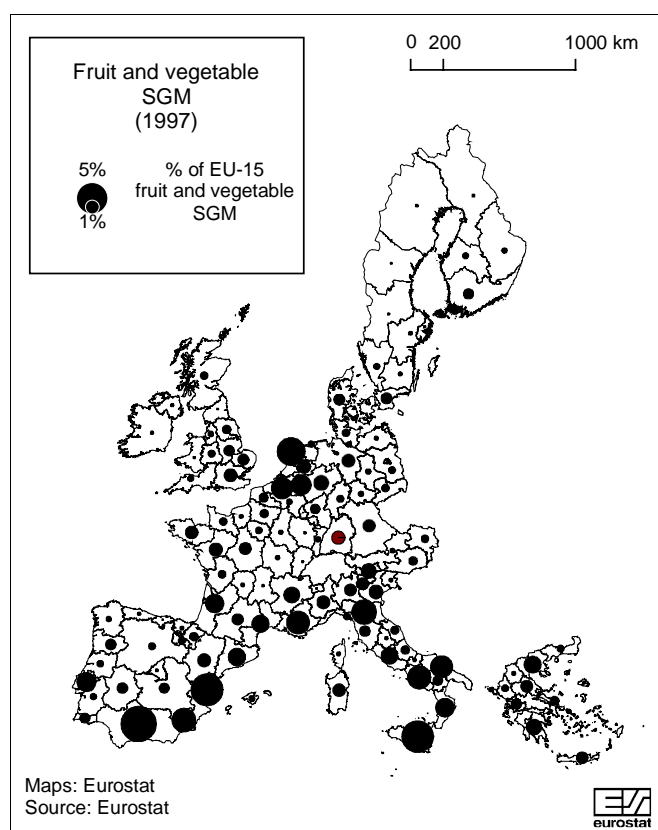 0 200 1000 km
Fruit and vegetable
SGM
(1997)
5% % of EU-15
fruit and vegetable
1% SGM
Maps: Eurostat
Source: Eurostat
eurostat